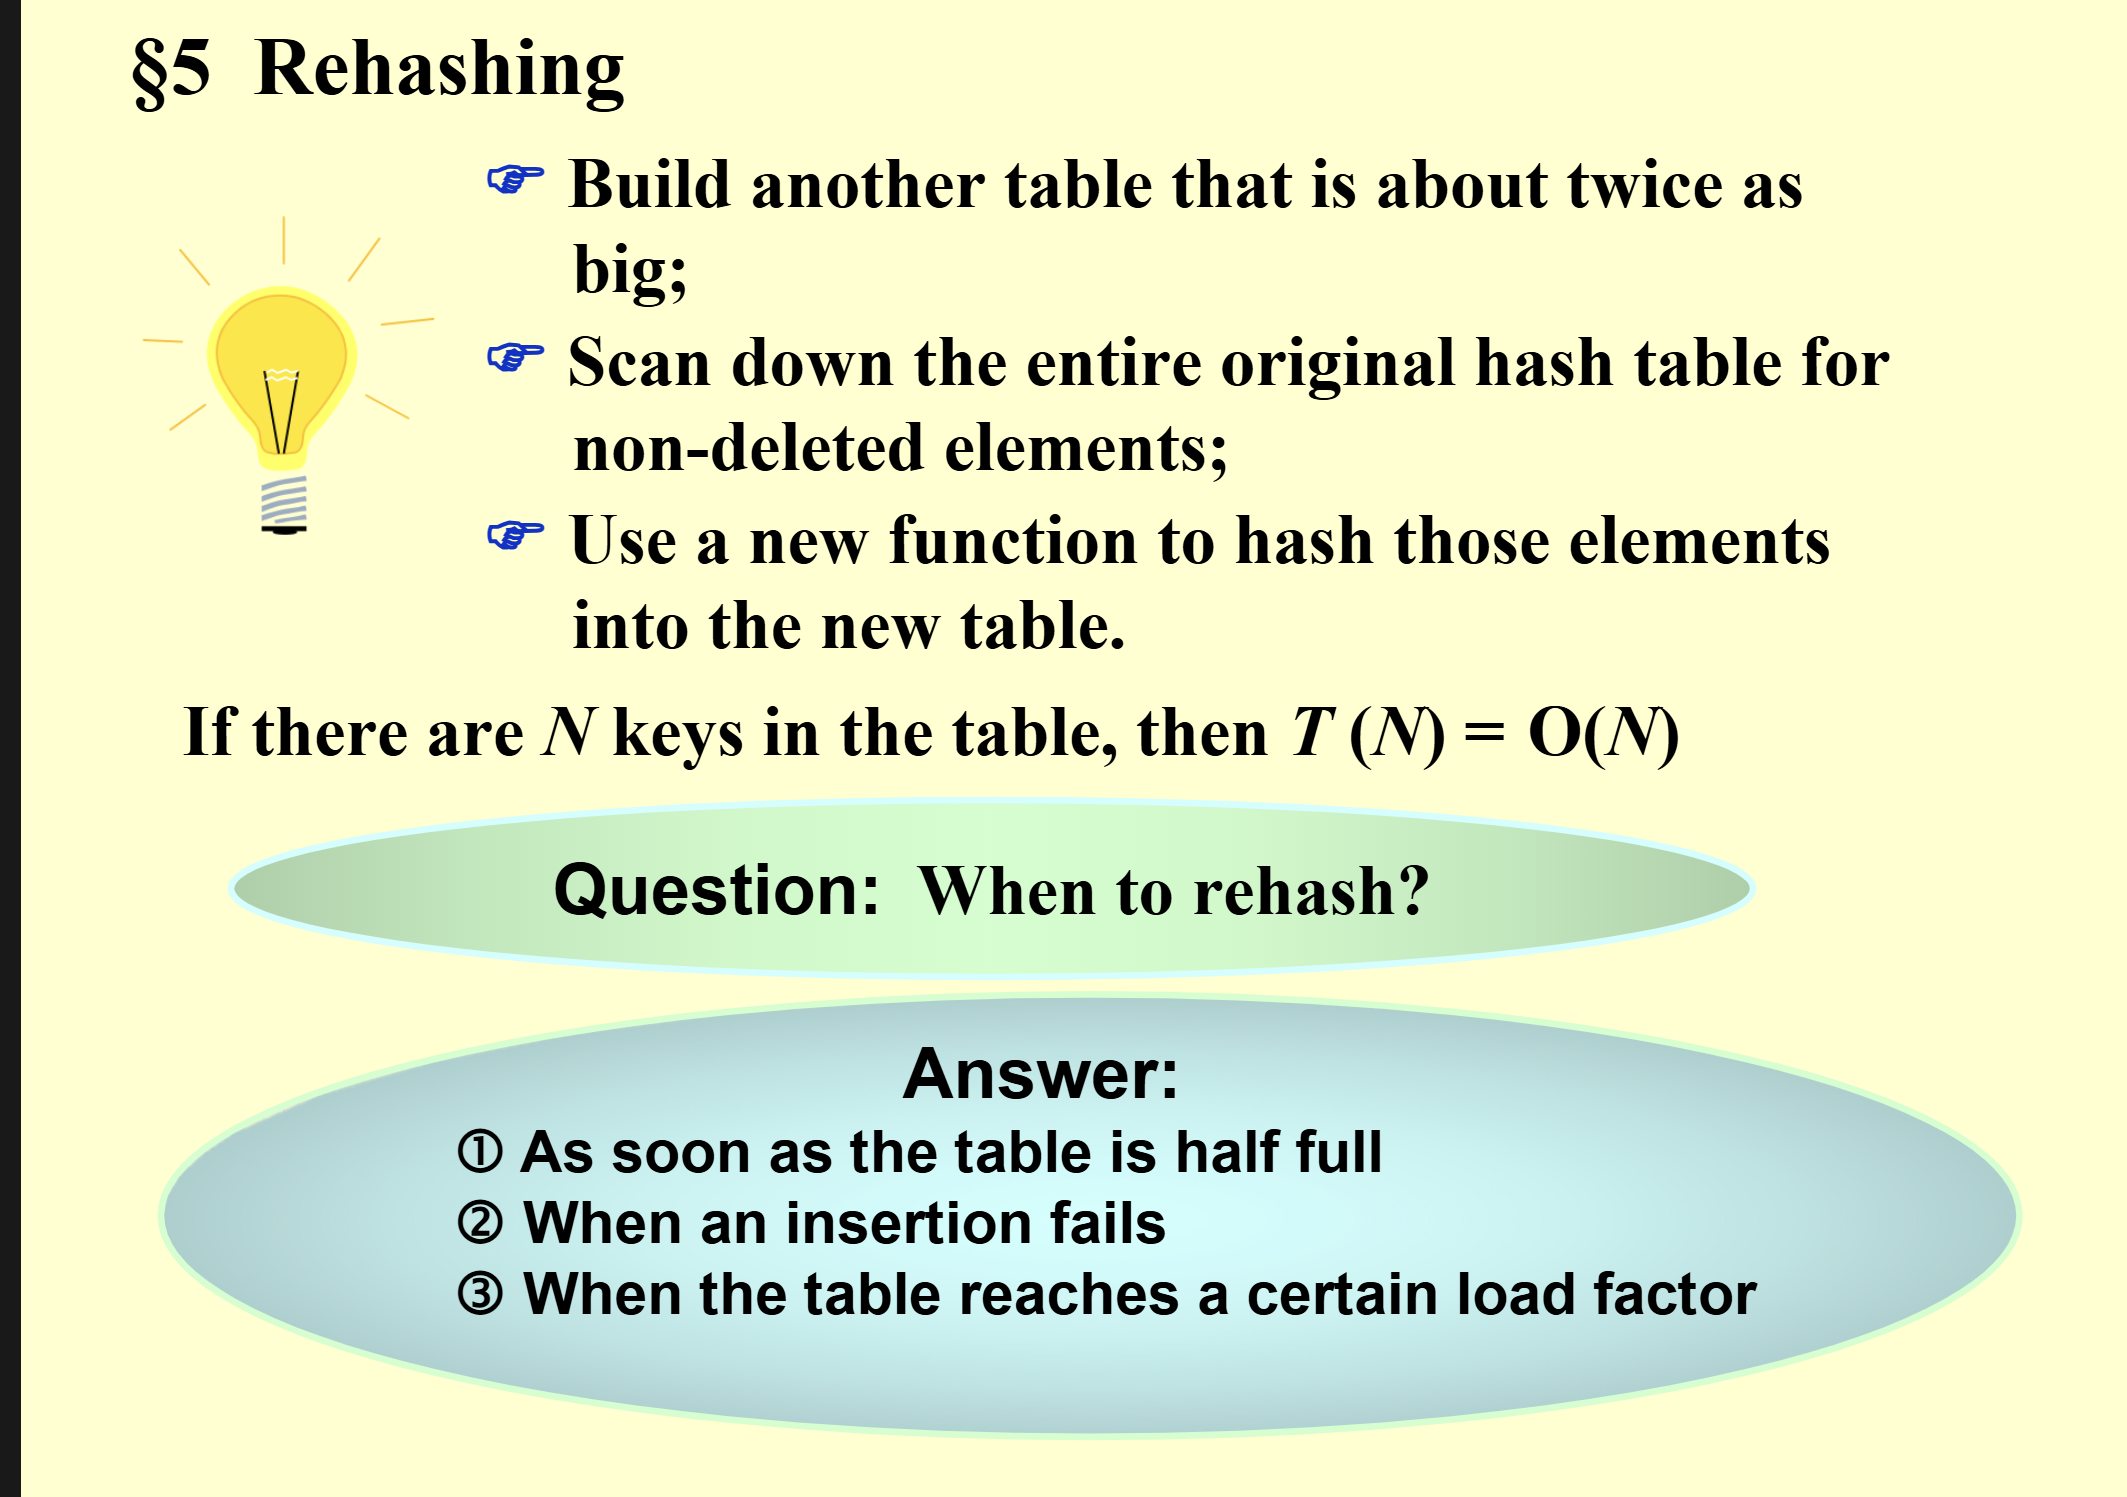 §5 Rehashing
☞ Build another table that is about twice as
big;
☞ Scan down the entire original hash table for
non-deleted elements;
☞ Use a new function to hash those elements
into the new table.
If there are N keys in the table, then T (N) = O(N)
Question: When to rehash?
Answer:
① As soon as the table is half full
② When an insertion fails
③ When the table reaches a certain load factor